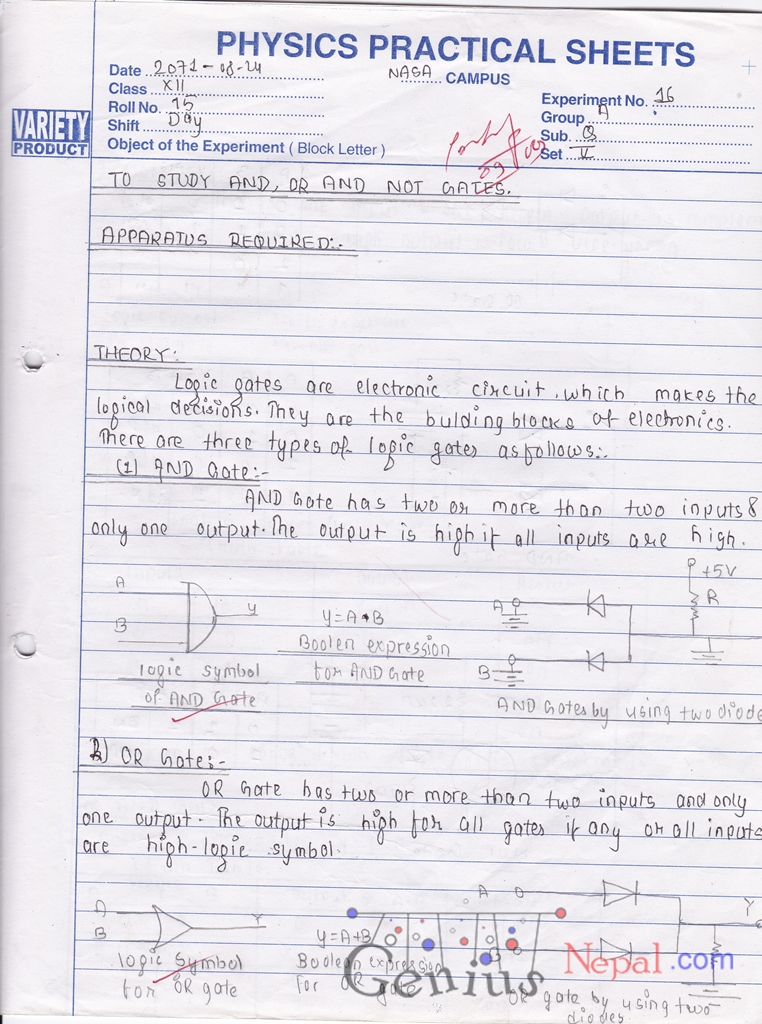 PHYSICS PRACTICAL SHEETS
Date 2071-08-24
NASA CAMPUS
Class XII
Roll No. 15
Experiment No. 16
Shift Day
Group A
VARIETY
PRODUCT
Sub.
Object of the Experiment ( Block Letter )
Set V
TO STUDY AND, OR AND NOT GATES.
APPARATUS REQUIRED:-
THEORY:-
Logic gates are electronic circuit, which makes the
logical decisions. They are the bulding blocks of electronics.
There are three types of logic gates as follows:-
(1) AND Gate:-
AND Gate has two or more than two inputs &
only one output. The output is high if all inputs are high.
A
B
Y
Y=A•B
Boolen expression
for AND Gate
logic symbol
of AND Gate
A
B
+5V
R
AND Gates by using two diode
2) OR Gate:-
OR Gate has two or more than two inputs and only
one output. The output is high for all gates if any or all inputs
are high-logic symbol.
A
B
Y
Y=A+B
logic Symbol
for OR gate
Boolean expression
for OR gate
A
Y
OR gate by using two
diodes
Genius Nepal.com